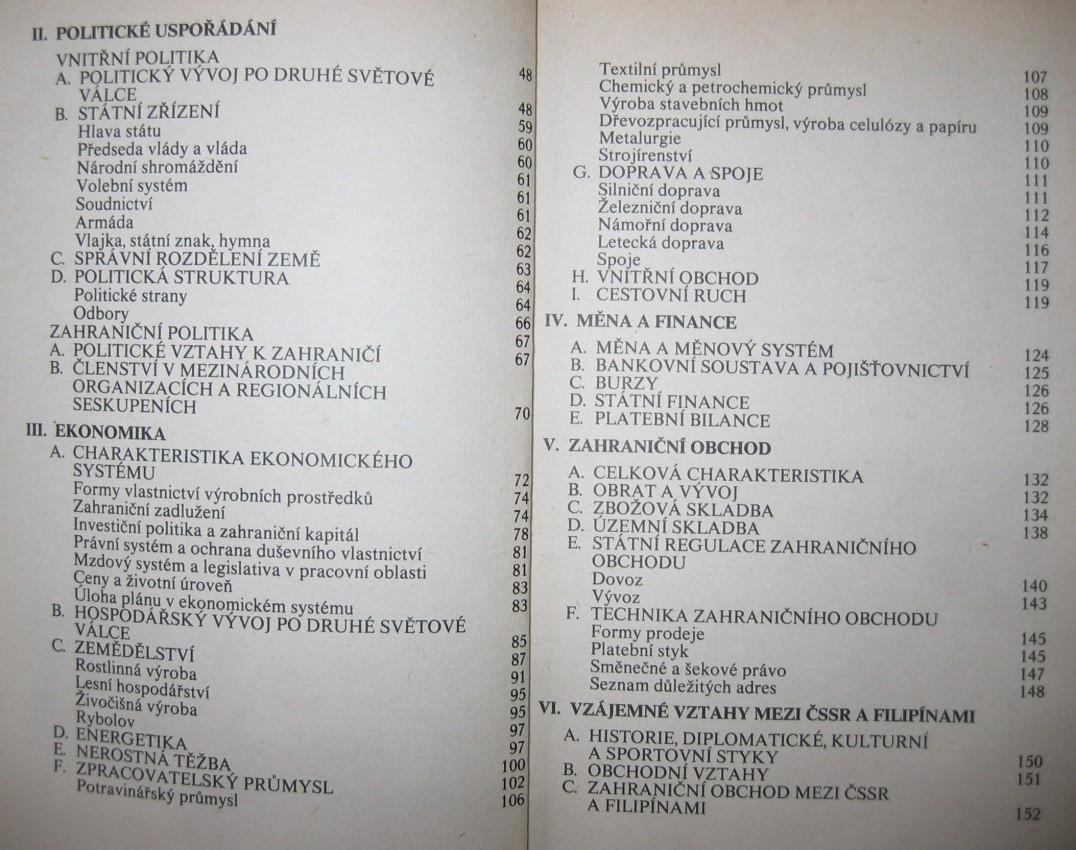 II. POLITICKÉ USPOŘÁDÁNÍ
VNITŘNÍ POLITIKA 48
A. POLITICKÝ VÝVOJ PO DRUHÉ SVĚTOVÉ
VÁLCE 48
B. STÁTNÍ ZŘÍZENÍ 59
Hlava státu 60
Předseda vlády a vláda 60
Národní shromáždění 61
Volební systém 61
Soudnictví 61
Armáda 62
Vlajka, státní znak, hymna 62
C. SPRÁVNÍ ROZDĚLENÍ ZEMĚ 63
D. POLITICKÁ STRUKTURA 64
Politické strany 64
Odbory 66
ZAHRANIČNÍ POLITIKA 67
A. POLITICKÉ VZTAHY K ZAHRANIČÍ 67
B. ČLENSTVÍ V MEZINÁRODNÍCH
ORGANIZACÍCH A REGIONÁLNÍCH
SESKUPENÍCH 70
III. EKONOMIKA
A. CHARAKTERISTIKA EKONOMICKÉHO
SYSTÉMU 72
Formy vlastnictví výrobních prostředků 74
Zahraniční zadlužení 74
Investiční politika a zahraniční kapitál 78
Právní systém a ochrana duševního vlastnictví 81
Mzdový systém a legislativa v pracovní oblasti 81
Ceny a životní úroveň 83
Úloha plánu v ekonomickém systému 83
B. HOSPODÁŘSKÝ VÝVOJ PO DRUHÉ SVĚTOVÉ
VÁLCE 85
C. ZEMĚDĚLSTVÍ 87
Rostlinná výroba 91
Lesní hospodářství 95
Živočišná výroba 95
Rybolov 97
D. ENERGETIKA 97
E. NEROSTNÁ TĚŽBA 100
F. ZPRACOVATELSKÝ PRŮMYSL 102
Potravinářský průmysl 106
Textilní průmysl 107
Chemický a petrochemický průmysl 108
Výroba stavebních hmot 109
Dřevozpracující průmysl, výroba celulózy a papíru 109
Metalurgie 110
Strojírenství 110
G. DOPRAVA A SPOJE 111
Silniční doprava 111
Železniční doprava 112
Námořní doprava 114
Letecká doprava 116
Spoje 117
H. VNITŘNÍ OBCHOD 119
I. CESTOVNÍ RUCH 119
IV. MĚNA A FINANCE
A. MĚNA A MĚNOVÝ SYSTÉM 124
B. BANKOVNÍ SOUSTAVA A POJIŠŤOVNICTVÍ 125
C. BURZY 126
D. STÁTNÍ FINANCE 126
E. PLATEBNÍ BILANCE 128
V. ZAHRANIČNÍ OBCHOD
A. CELKOVÁ CHARAKTERISTIKA 132
B. OBRAT A VÝVOJ 132
C. ZBOŽOVÁ SKLADBA 134
D. ÚZEMNÍ SKLADBA 138
E. STÁTNÍ REGULACE ZAHRANIČNÍHO
OBCHODU
Dovoz 140
Vývoz 143
F. TECHNIKA ZAHRANIČNÍHO OBCHODU
Formy prodeje 145
Platební styk 145
Směnečné a šekové právo 147
Seznam důležitých adres 148
VI. VZÁJEMNÉ VZTAHY MEZI ČSSR A FILIPÍNAMI
A. HISTORIE, DIPLOMATICKÉ, KULTURNÍ
A SPORTOVNÍ STYKY 150
B. OBCHODNÍ VZTAHY 151
C. ZAHRANIČNÍ OBCHOD MEZI ČSSR
A FILIPÍNAMI 152